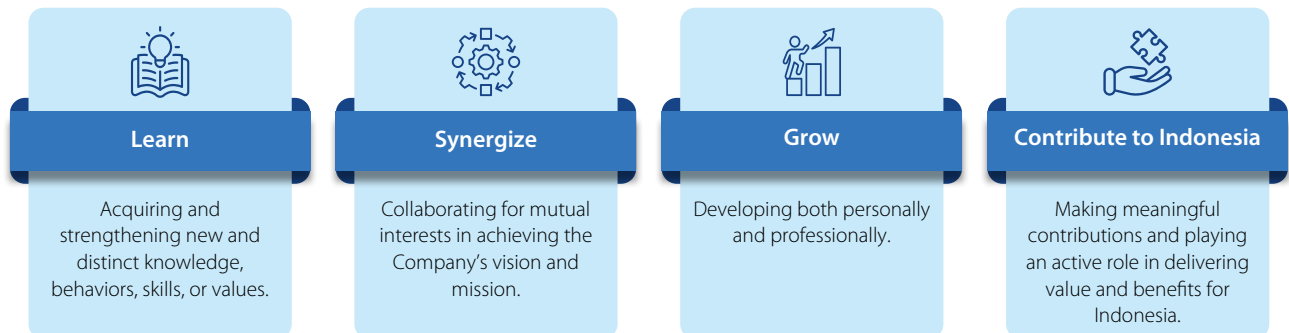 Learn
Acquiring and
strengthening new and
distinct knowledge,
behaviors, skills, or values.
Synergize
Collaborating for mutual
interests in achieving the
Company’s vision and
mission.
Grow
Developing both personally
and professionally.
Contribute to Indonesia
Making meaningful
contributions and playing
an active role in delivering
value and benefits for
Indonesia.